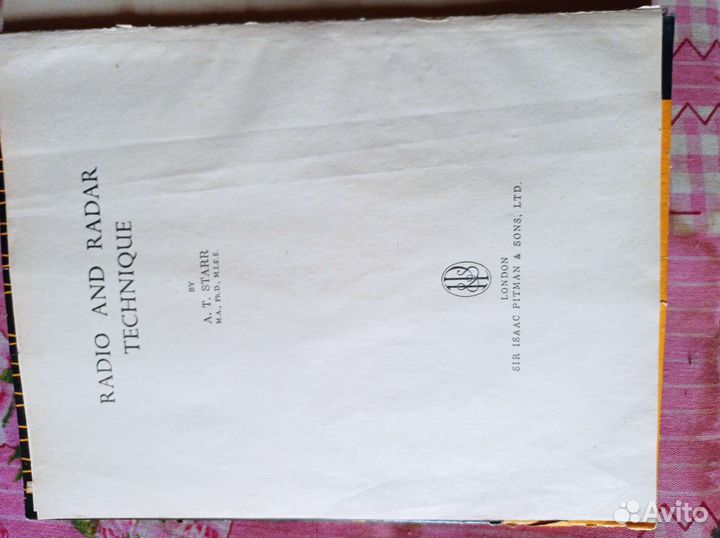 RADIO AND RADAR
TECHNIQUE
BY
A. T. STARR
M.A., Ph.D., M.I.E.E.
LONDON
SIR ISAAC PITMAN & SONS, LTD.
Avito